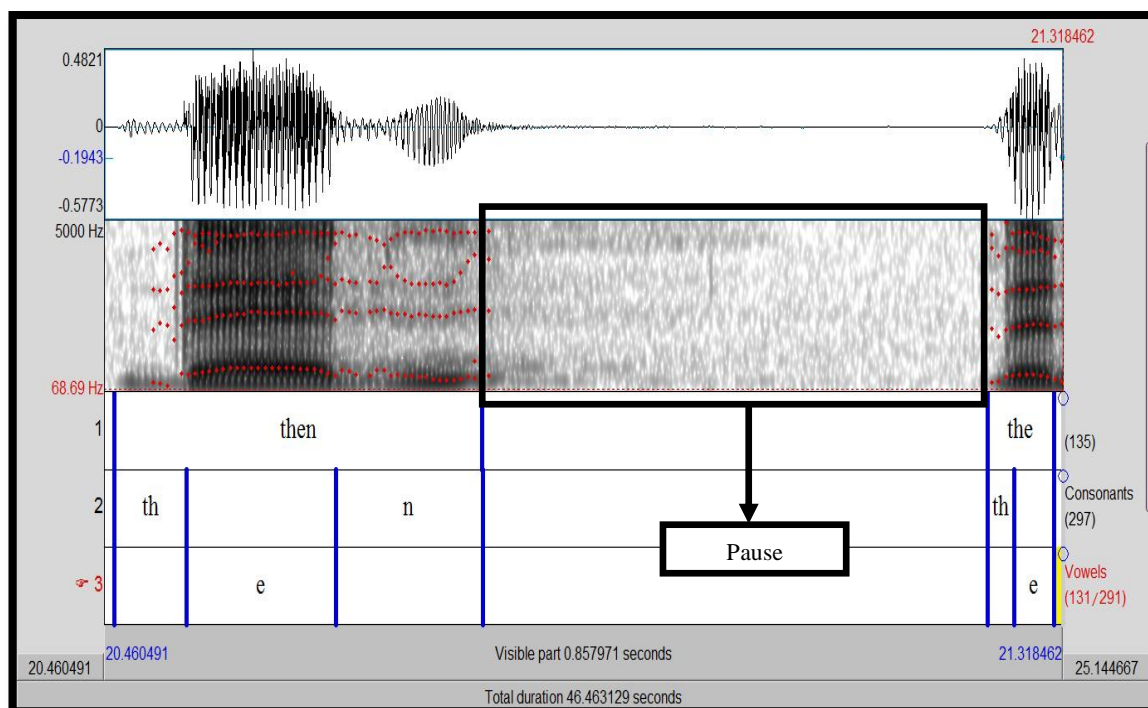 21.318462
0.4821
0
-0.1943
-0.5773
5000 Hz
68.69 Hz
1 then the (135)
2 th n th Consonants (297)
Pause
3 e e Vowels (131/291)
20.460491 Visible part 0.857971 seconds 21.318462
20.460491 25.144667
Total duration 46.463129 seconds